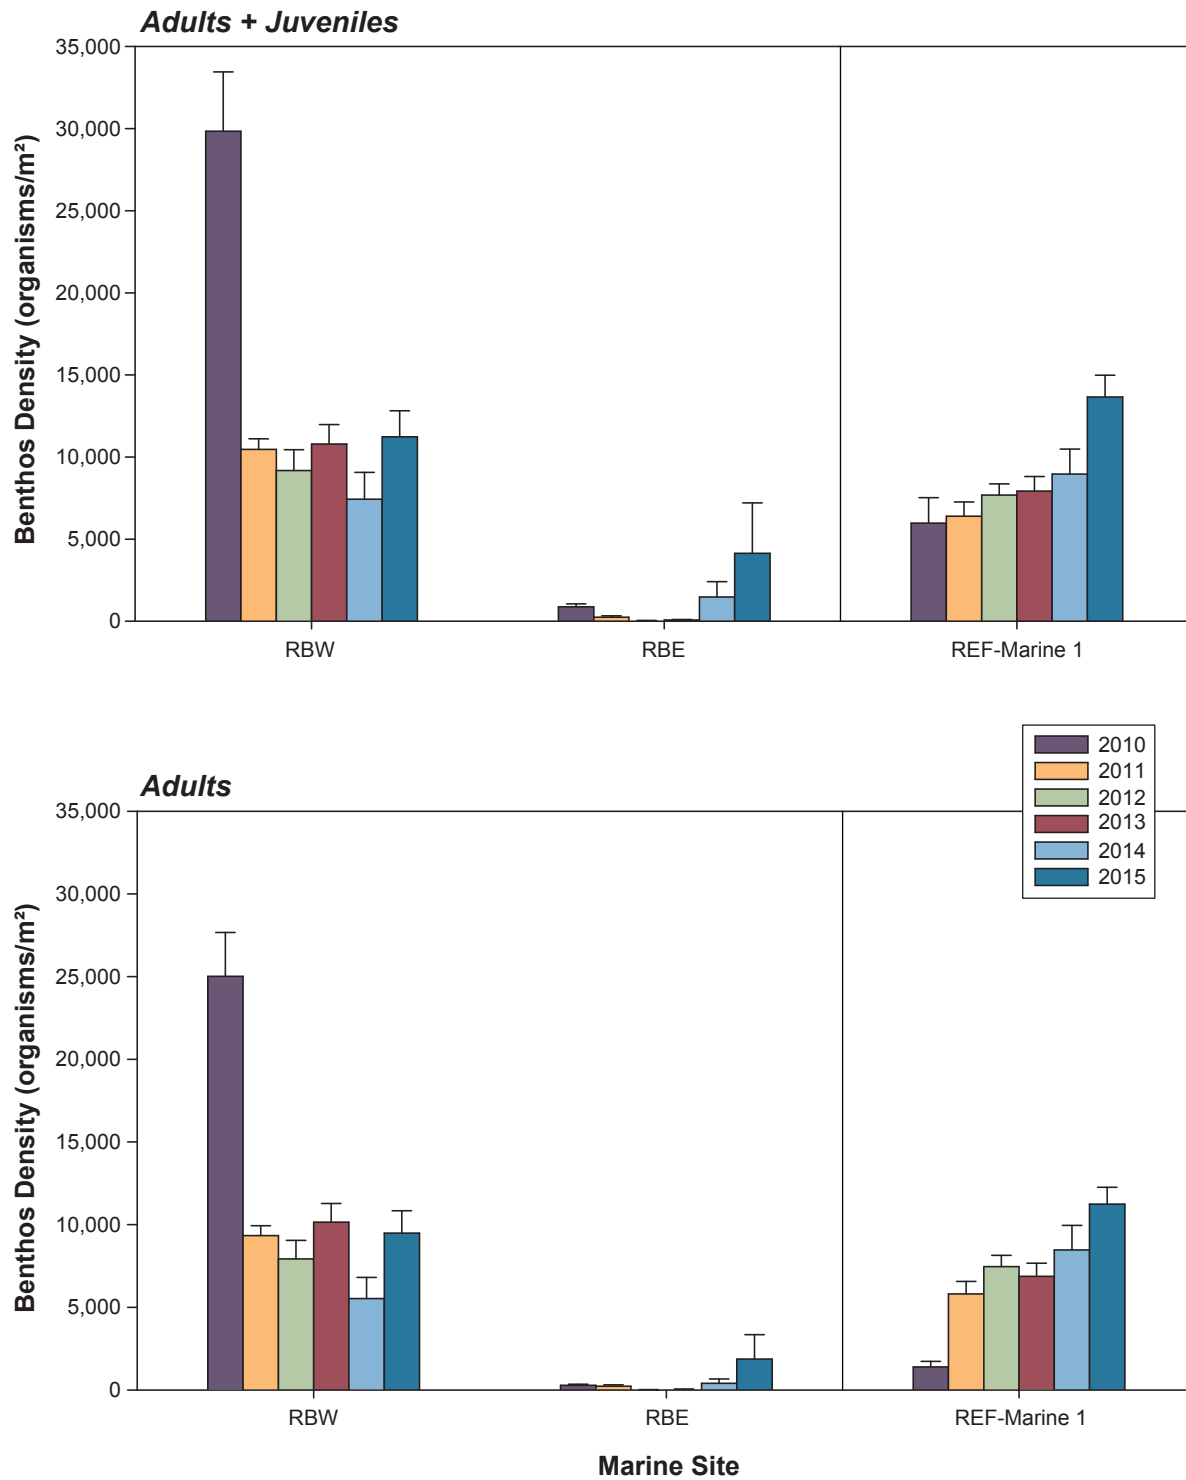 Adults + Juveniles
Benthos Density (organisms/m²)
35,000
30,000
25,000
20,000
15,000
10,000
5,000
0
RBW
RBE
REF-Marine 1
2010
2011
2012
2013
2014
2015
Adults
Benthos Density (organisms/m²)
35,000
30,000
25,000
20,000
15,000
10,000
5,000
0
RBW
RBE
REF-Marine 1
Marine Site